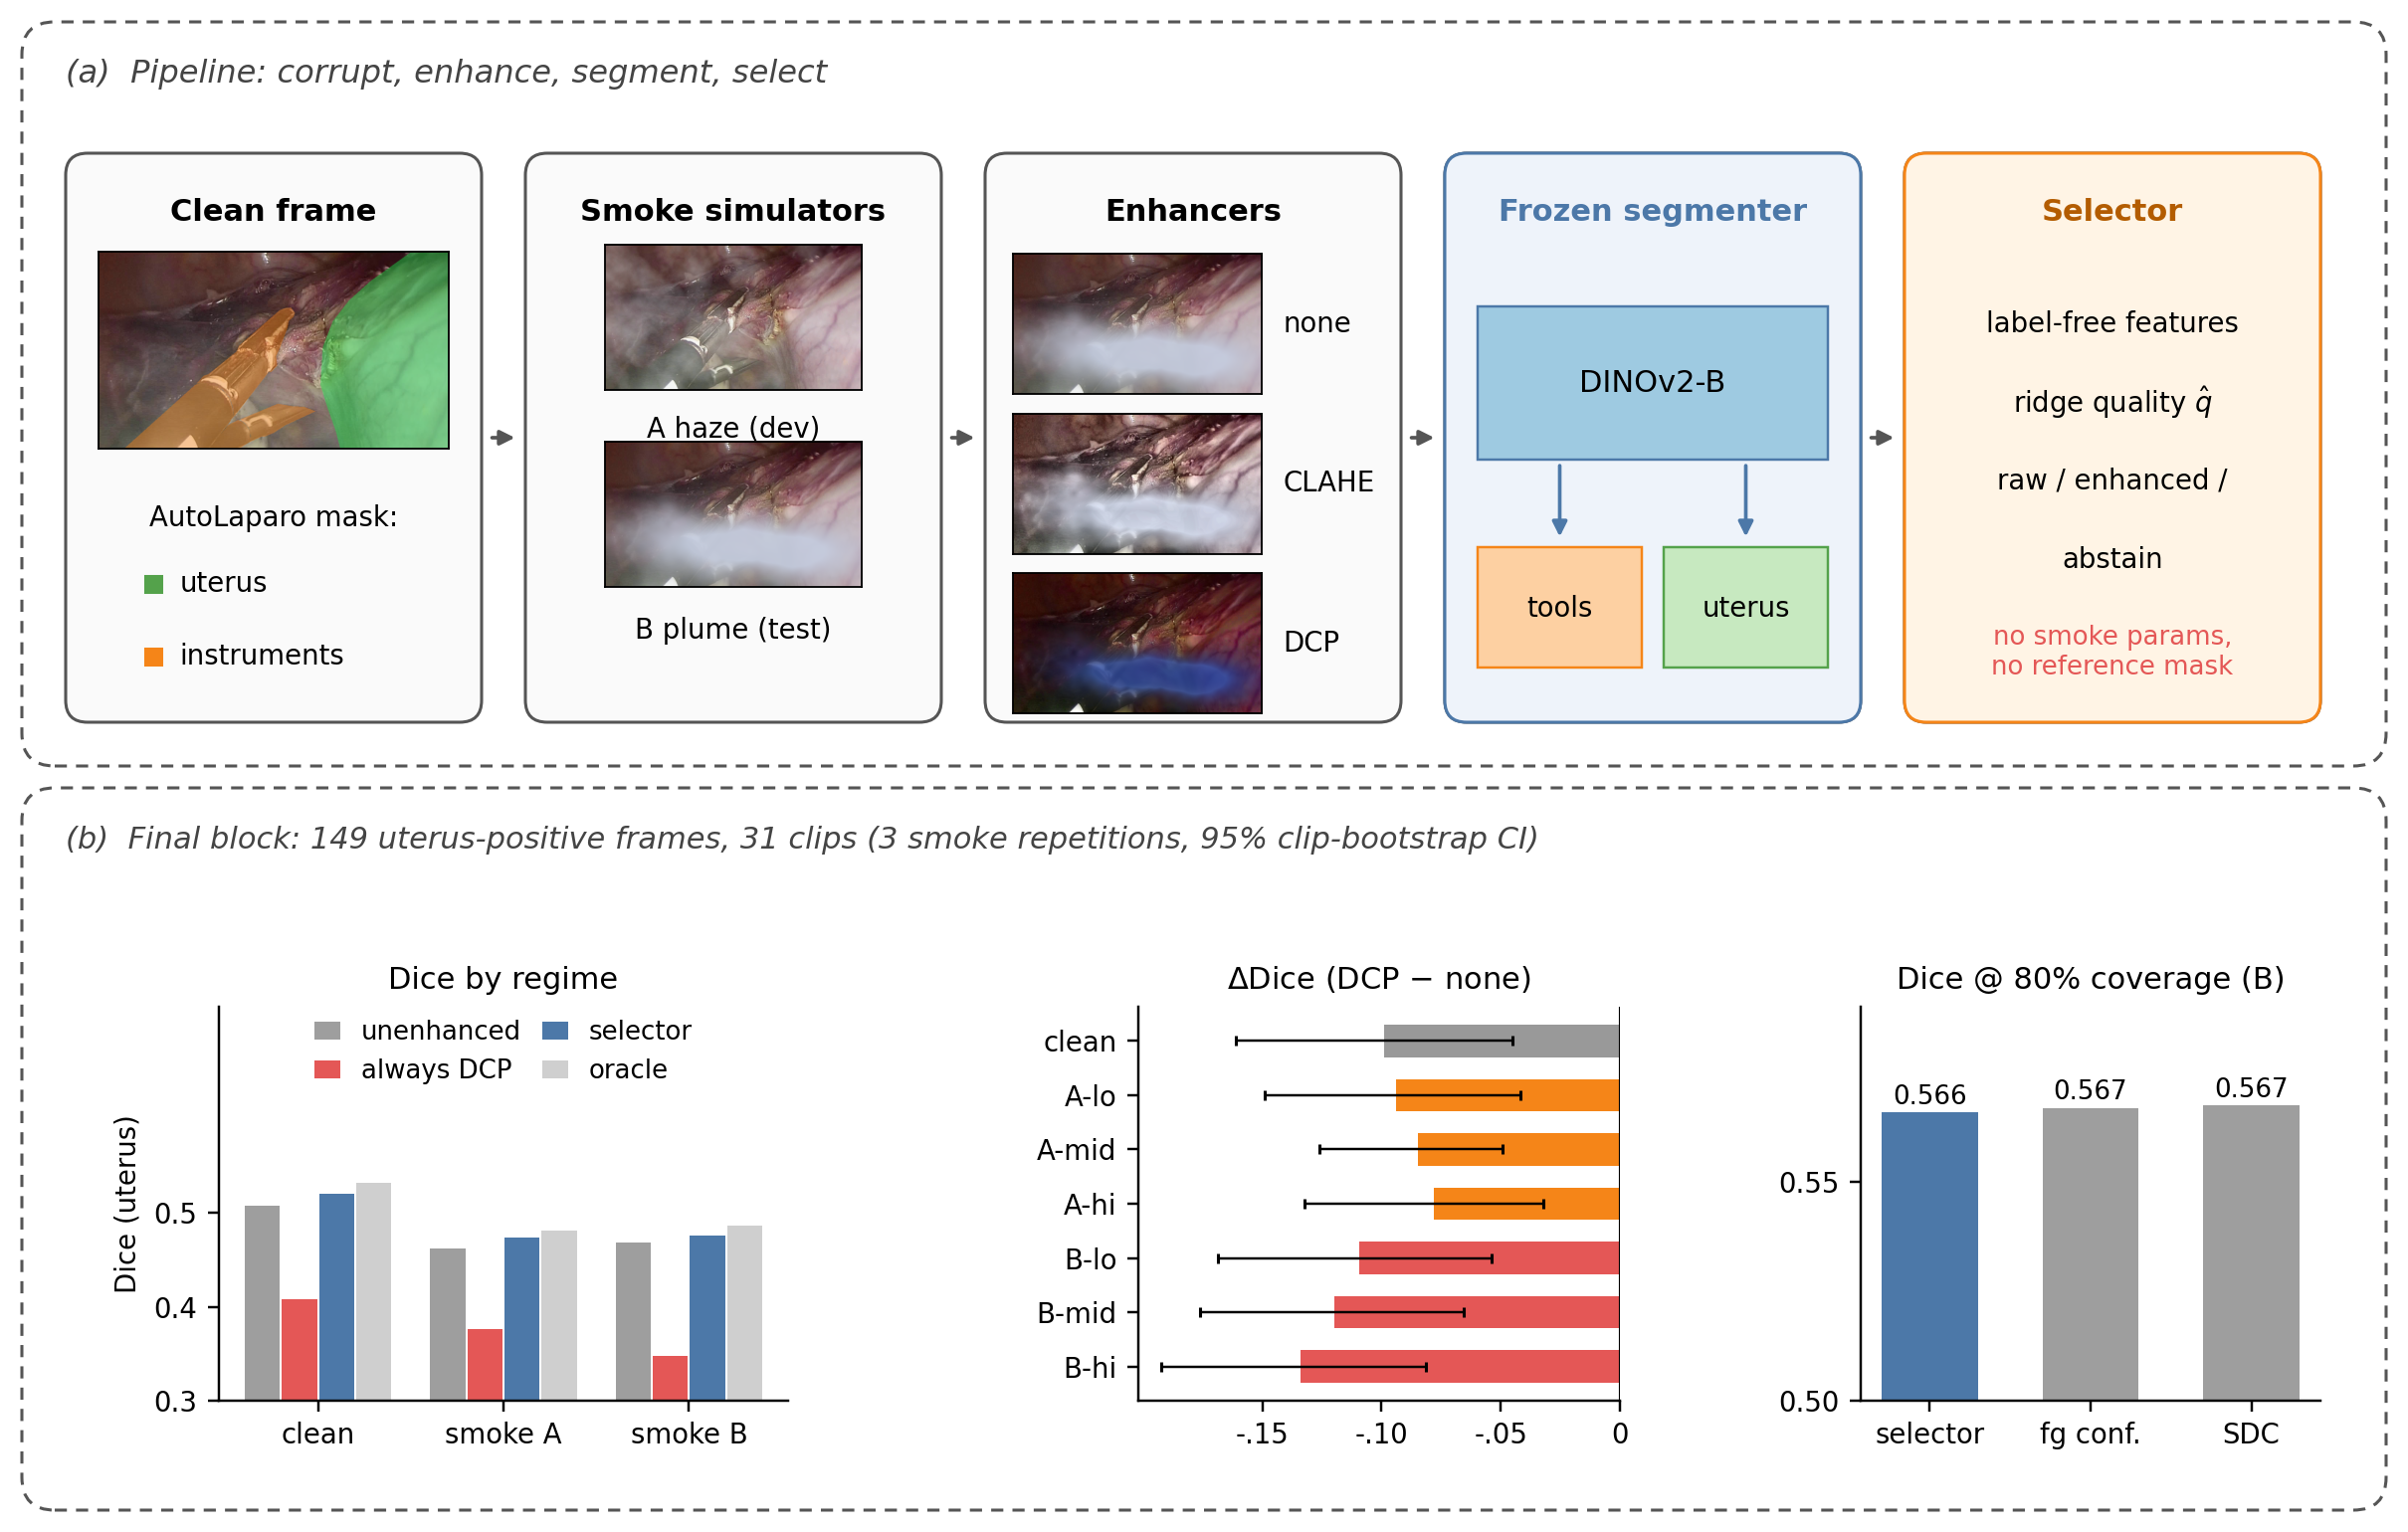 (a) Pipeline: corrupt, enhance, segment, select
Clean frame
AutoLaparo mask:
uterus
instruments
Smoke simulators
A haze (dev)
B plume (test)
Enhancers
none
CLAHE
DCP
Frozen segmenter
DINOv2-B
tools
uterus
Selector
label-free features
ridge quality q̂
raw / enhanced /
abstain
no smoke params,
no reference mask
(b) Final block: 149 uterus-positive frames, 31 clips (3 smoke repetitions, 95% clip-bootstrap CI)
Dice by regime
unenhanced
selector
always DCP
oracle
Dice (uterus)
0.5
0.4
0.3
clean
smoke A
smoke B
ΔDice (DCP − none)
clean
A-lo
A-mid
A-hi
B-lo
B-mid
B-hi
-.15
-.10
-.05
0
Dice @ 80% coverage (B)
0.566
0.567
0.567
0.55
0.50
selector
fg conf.
SDC